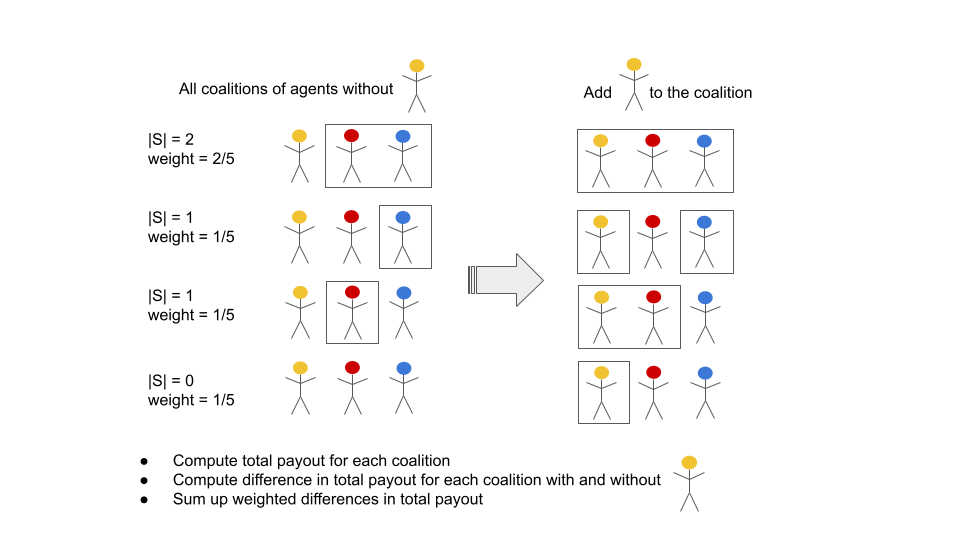 All coalitions of agents without
Add to the coalition
|S| = 2
weight = 2/5
|S| = 1
weight = 1/5
|S| = 1
weight = 1/5
|S| = 0
weight = 1/5
● Compute total payout for each coalition
● Compute difference in total payout for each coalition with and without
● Sum up weighted differences in total payout